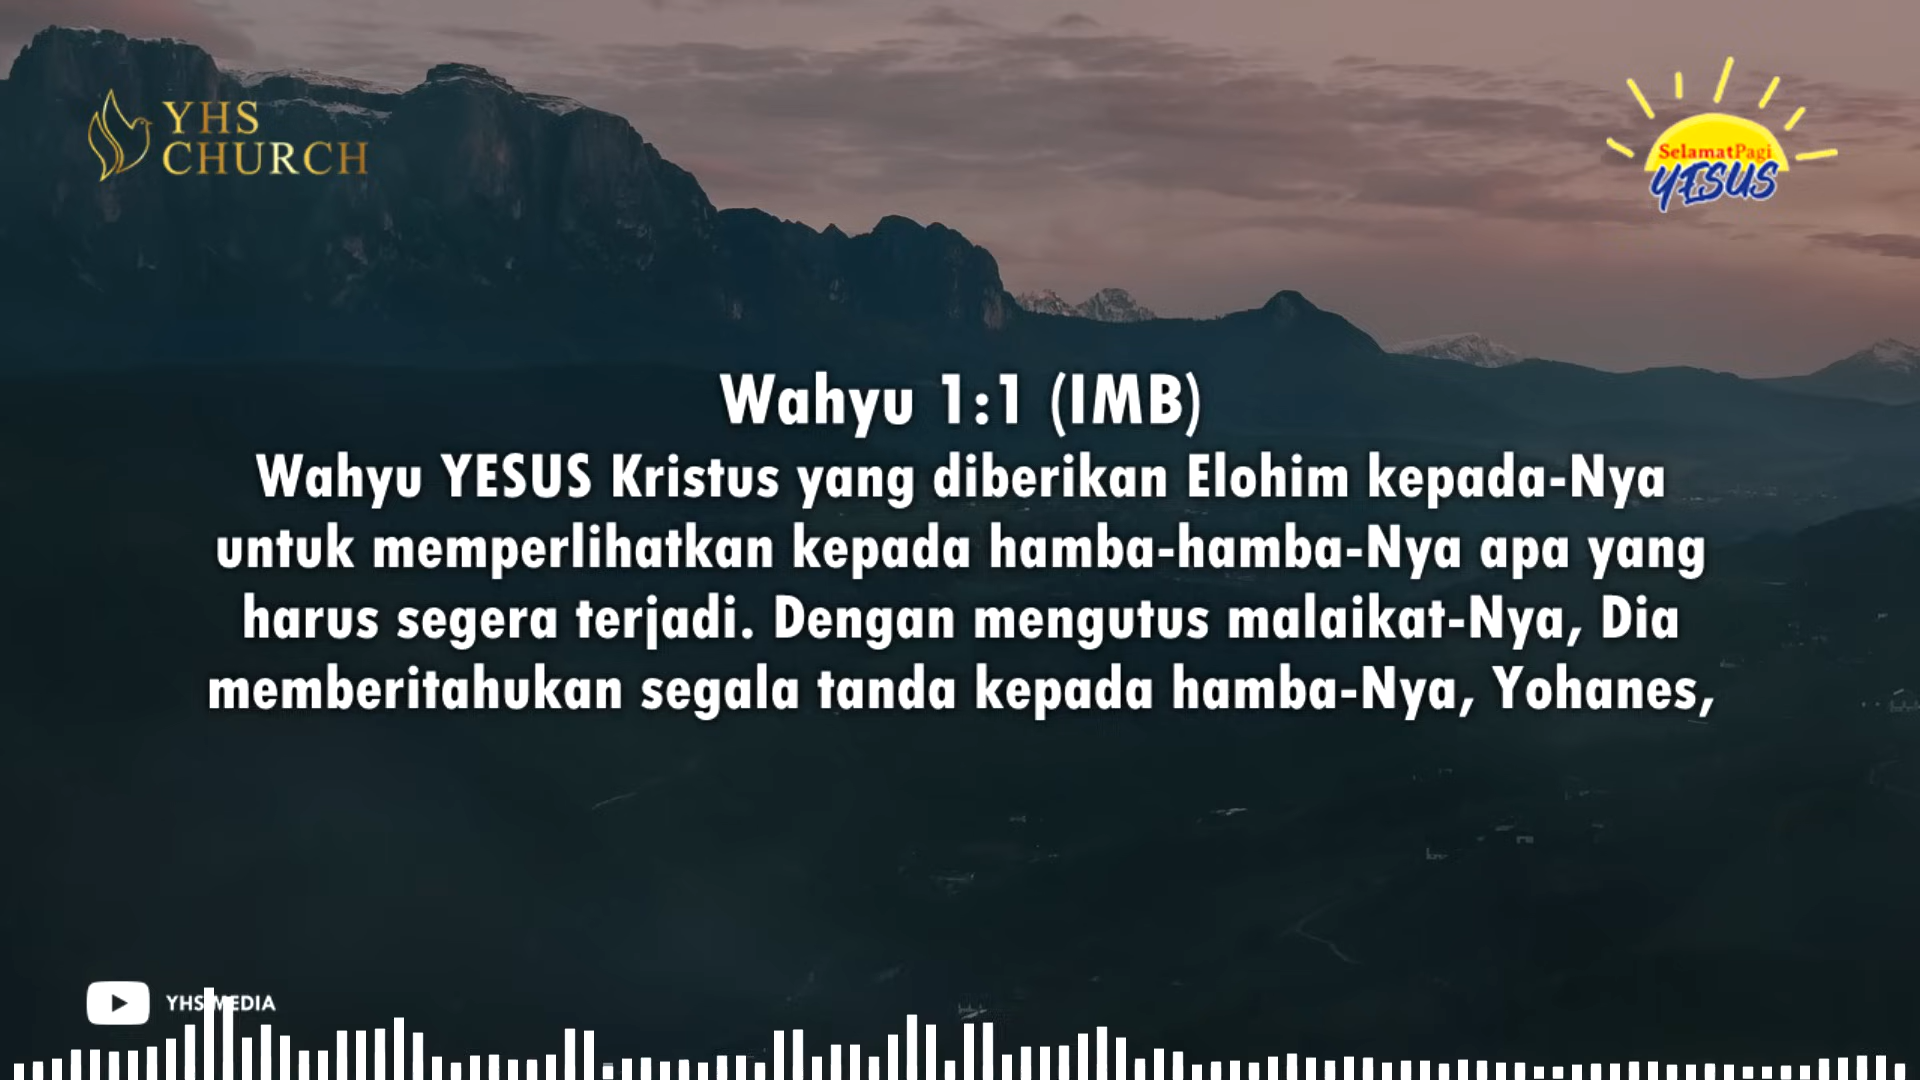 YHS
CHURCH
SelamatPagi
YESUS
Wahyu 1:1 (IMB)
Wahyu YESUS Kristus yang diberikan Elohim kepada-Nya
untuk memperlihatkan kepada hamba-hamba-Nya apa yang
harus segera terjadi. Dengan mengutus malaikat-Nya, Dia
memberitahukan segala tanda kepada hamba-Nya, Yohanes,
YHS MEDIA